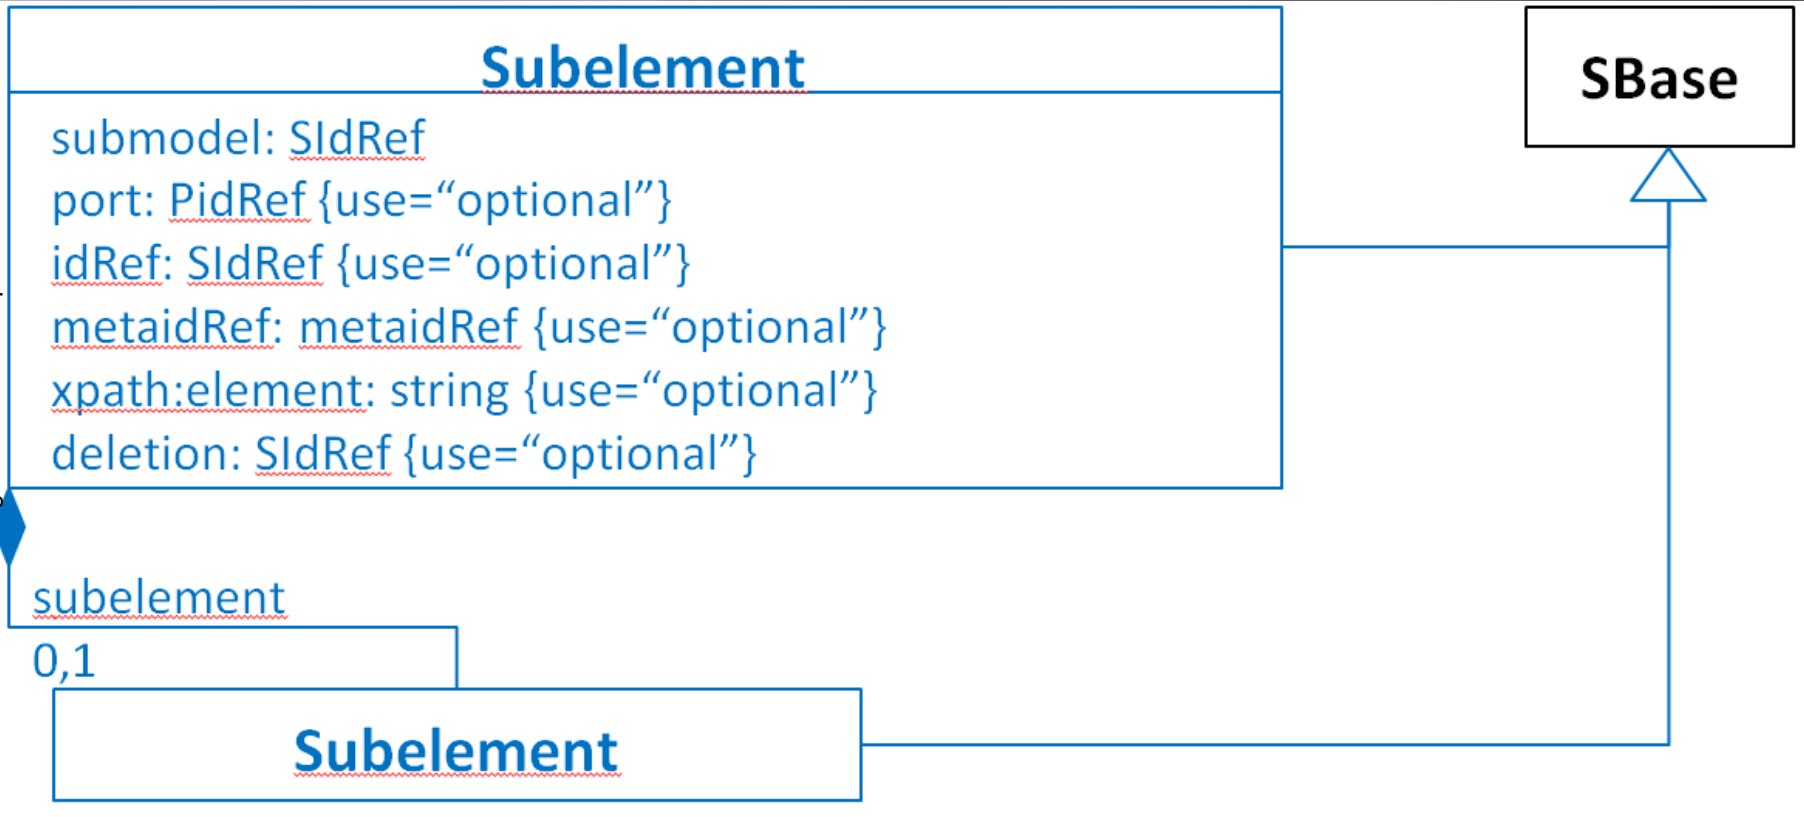 Subelement
SBase
submodel: SIdRef
port: PidRef {use=“optional”}
idRef: SIdRef {use=“optional”}
metaidRef: metaidRef {use=“optional”}
xpath:element: string {use=“optional”}
deletion: SIdRef {use=“optional”}
subelement
0,1
Subelement